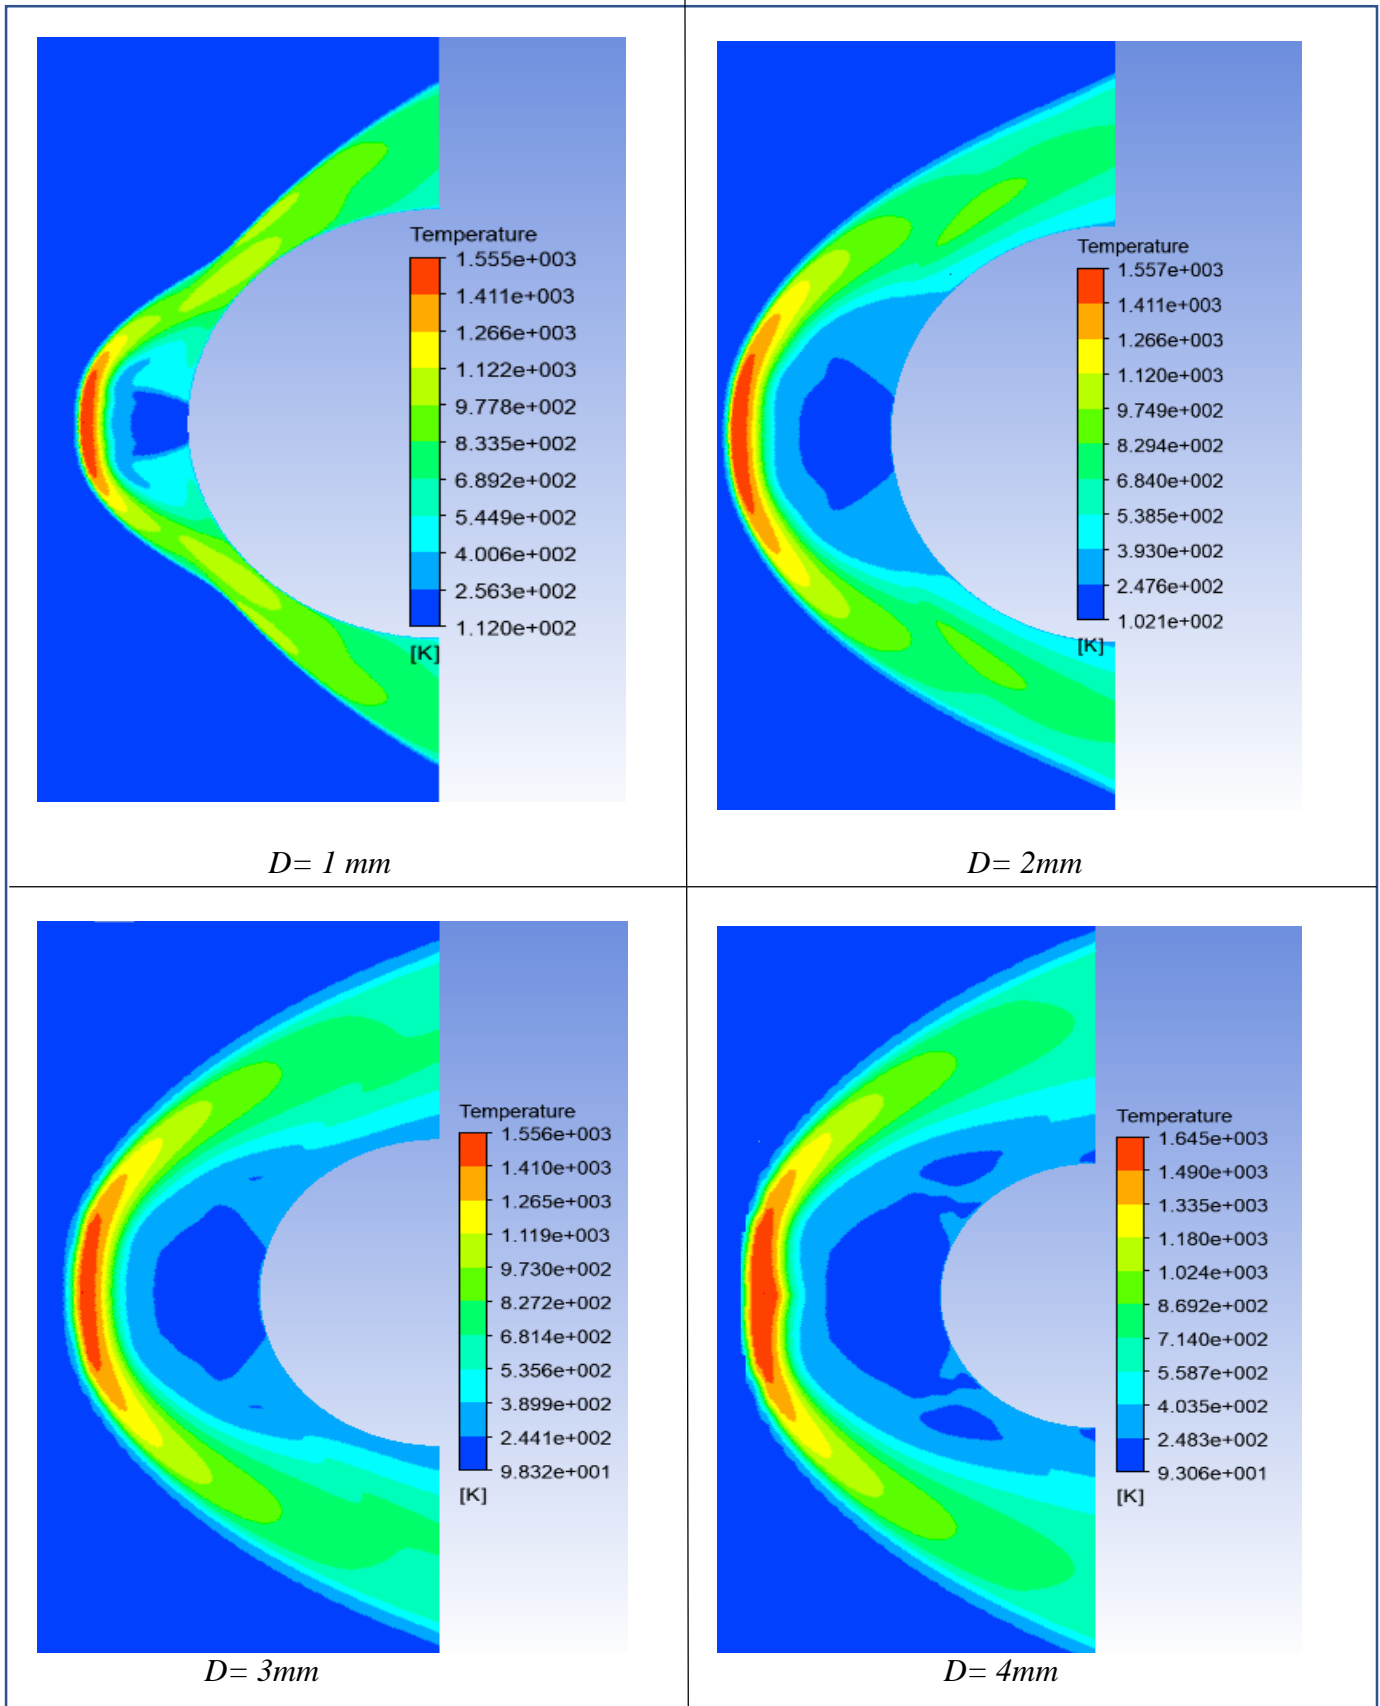 Temperature
1.555e+003
1.411e+003
1.266e+003
1.122e+003
9.778e+002
8.335e+002
6.892e+002
5.449e+002
4.006e+002
2.563e+002
1.120e+002
[K]
D= 1 mm
Temperature
1.557e+003
1.411e+003
1.266e+003
1.120e+003
9.749e+002
8.294e+002
6.840e+002
5.385e+002
3.930e+002
2.476e+002
1.021e+002
[K]
D= 2mm
Temperature
1.556e+003
1.410e+003
1.265e+003
1.119e+003
9.730e+002
8.272e+002
6.814e+002
5.356e+002
3.899e+002
2.441e+002
9.832e+001
[K]
D= 3mm
Temperature
1.645e+003
1.490e+003
1.335e+003
1.180e+003
1.024e+003
8.692e+002
7.140e+002
5.587e+002
4.035e+002
2.483e+002
9.306e+001
[K]
D= 4mm